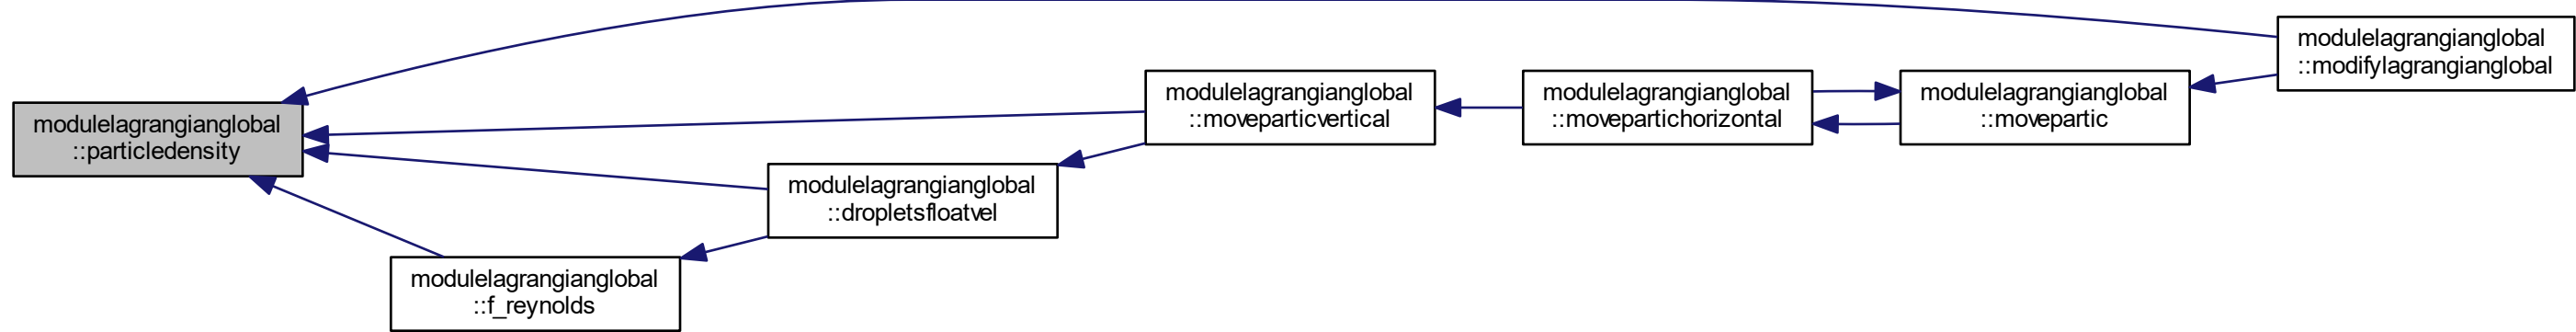 modulelagrangianglobal
::particledensity
modulelagrangianglobal
::f_reynolds
modulelagrangianglobal
::dropletsfloatvel
modulelagrangianglobal
::moveparticvertical
modulelagrangianglobal
::movepartichorizontal
modulelagrangianglobal
::movepartic
modulelagrangianglobal
::modifylagrangianglobal